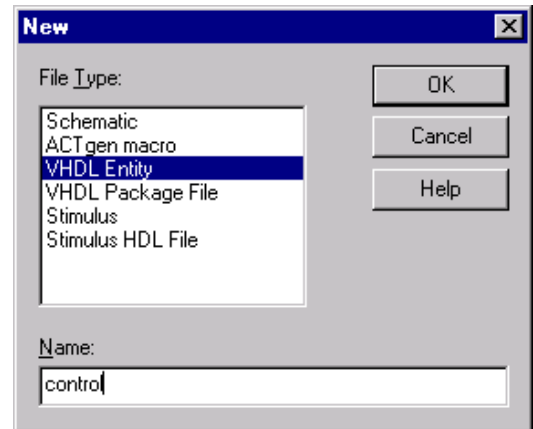 New
File Type:
OK
Schematic
ACTgen macro
VHDL Entity
VHDL Package File
Stimulus
Stimulus HDL File
Cancel
Help
Name:
control